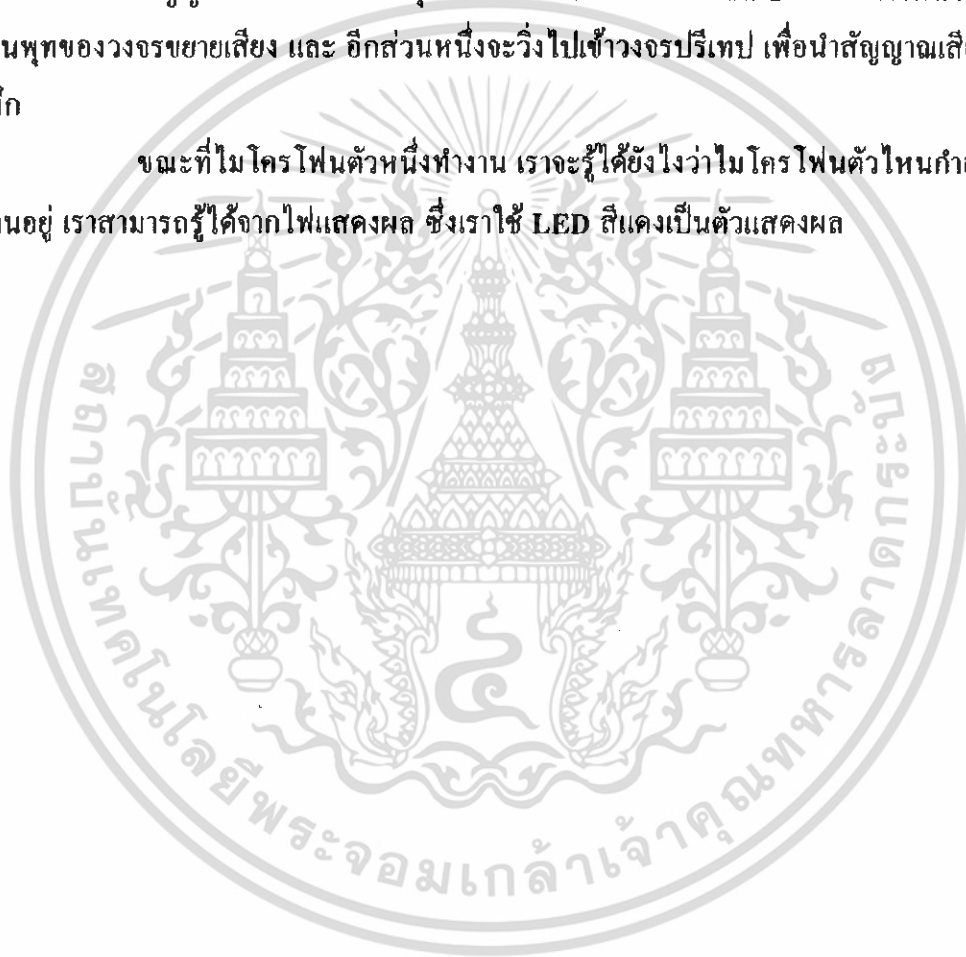 นพุทของวงจรขยายเสียง และ อีกส่วนหนึ่งจะวิ่งไปเข้าวงจรปรีเทป เพื่อนำสัญญาณเสี
ึก
ขณะที่ไมโครโฟนตัวหนึ่งทำงาน เราจะรู้ได้ยังไงว่าไมโครโฟนตัวไหนกำ
นอยู่ เราสามารถรู้ได้จากไฟแสดงผล ซึ่งเราใช้ LED สีแดงเป็นตัวแสดงผล
สถาบันเทคโนโลยีพระจอมเกล้าเจ้าคุณทหารลาดกระบัง